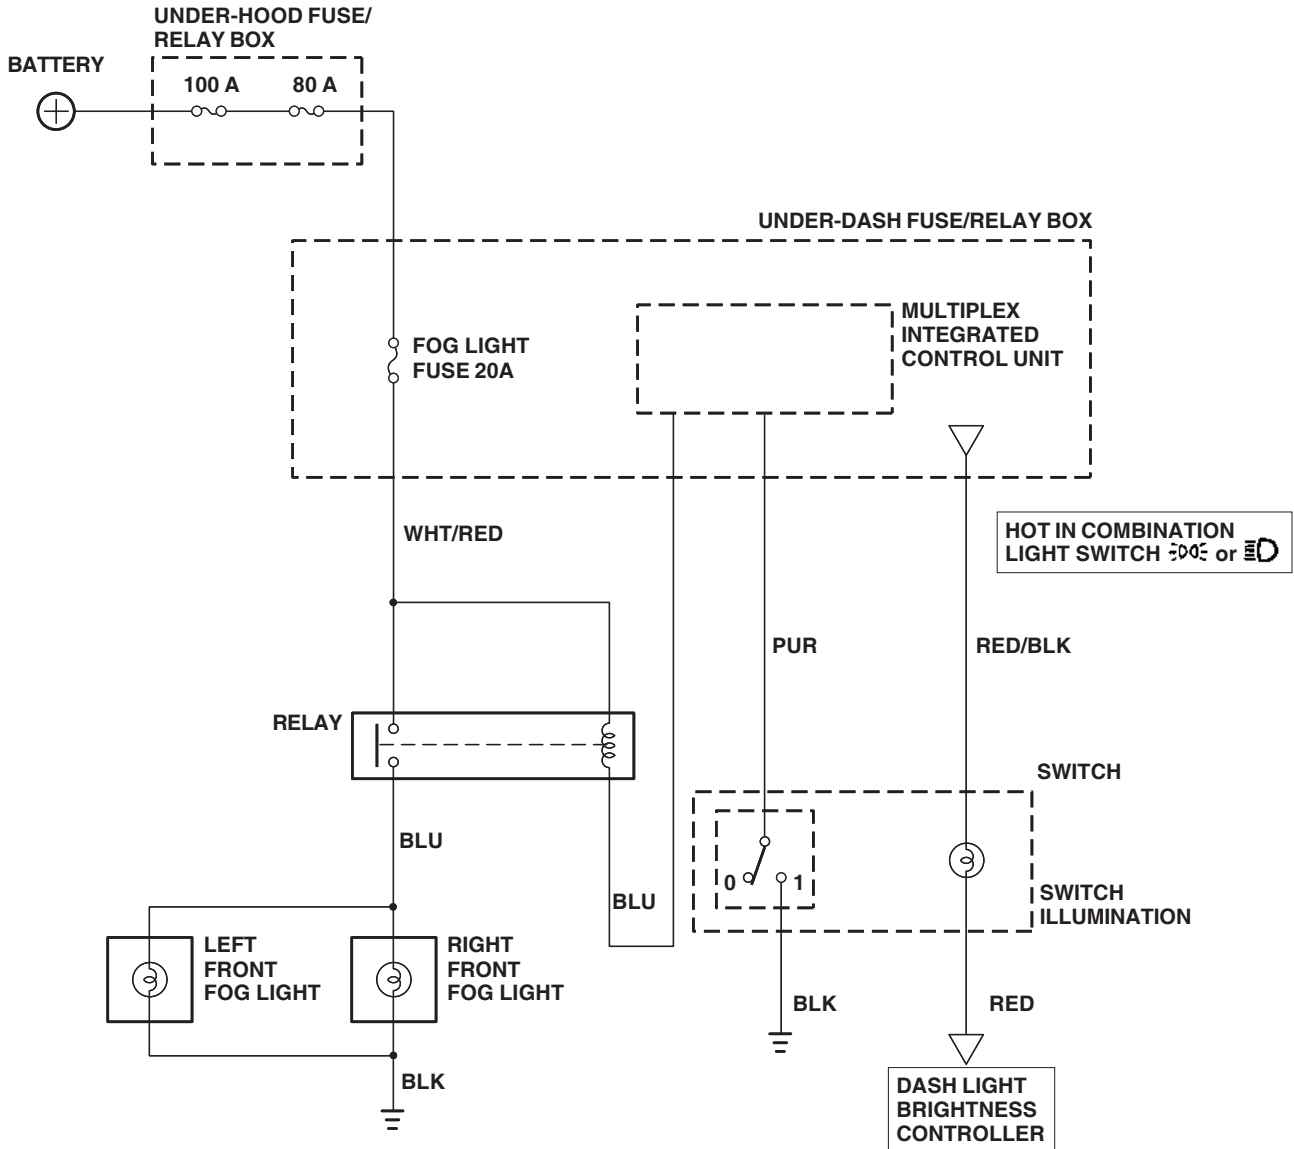 UNDER-HOOD FUSE/
RELAY BOX
BATTERY
100 A
80 A
UNDER-DASH FUSE/RELAY BOX
MULTIPLEX
INTEGRATED
CONTROL UNIT
FOG LIGHT
FUSE 20A
WHT/RED
HOT IN COMBINATION
LIGHT SWITCH or
PUR
RED/BLK
RELAY
SWITCH
BLU
0
1
BLU
SWITCH
ILLUMINATION
LEFT
FRONT
FOG LIGHT
RIGHT
FRONT
FOG LIGHT
BLK
RED
BLK
DASH LIGHT
BRIGHTNESS
CONTROLLER